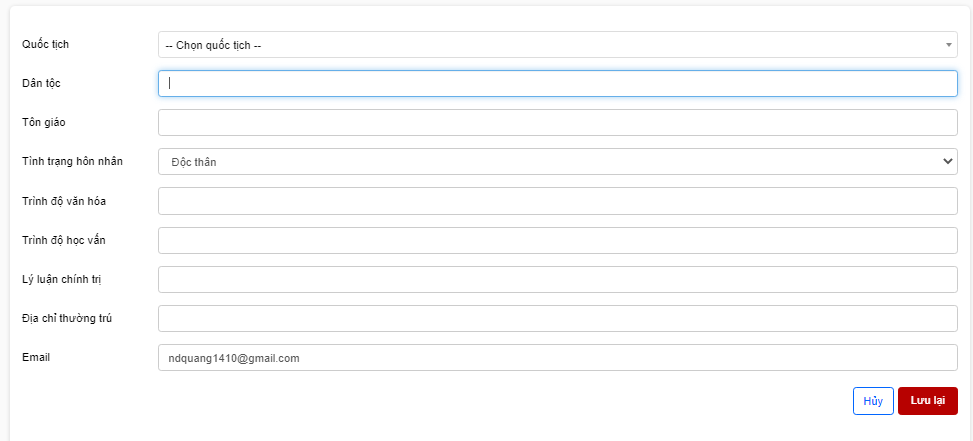 Quốc tịch
-- Chọn quốc tịch --
Dân tộc
Tôn giáo
Tình trạng hôn nhân
Độc thân
Trình độ văn hóa
Trình độ học vấn
Lý luận chính trị
Địa chỉ thường trú
Email
ndquang1410@gmail.com
Hủy
Lưu lại